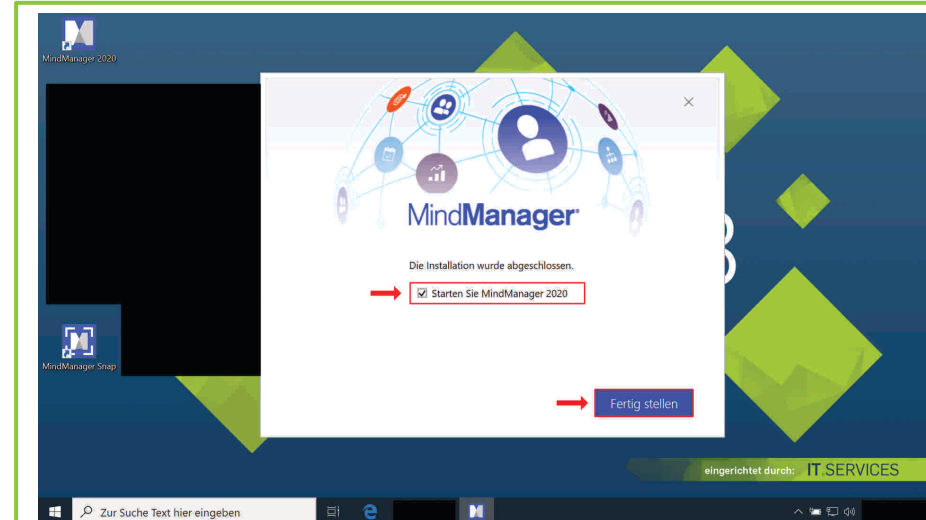 MindManager 2020
MindManager
Die Installation wurde abgeschlossen.
Starten Sie MindManager 2020
MindManager Snap
Fertig stellen
eingerichtet durch: IT.SERVICES
Zur Suche Text hier eingeben